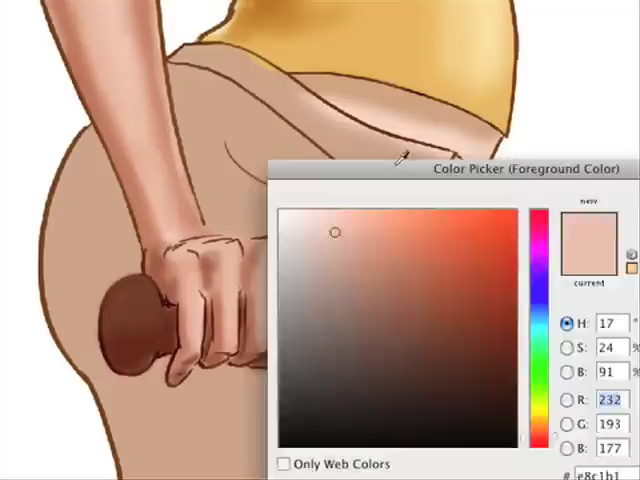 Color Picker (Foreground Color)
new
current
H: 17 °
S: 24 %
B: 91 %
R: 232
G: 193
B: 177
# e8c1b1
Only Web Colors